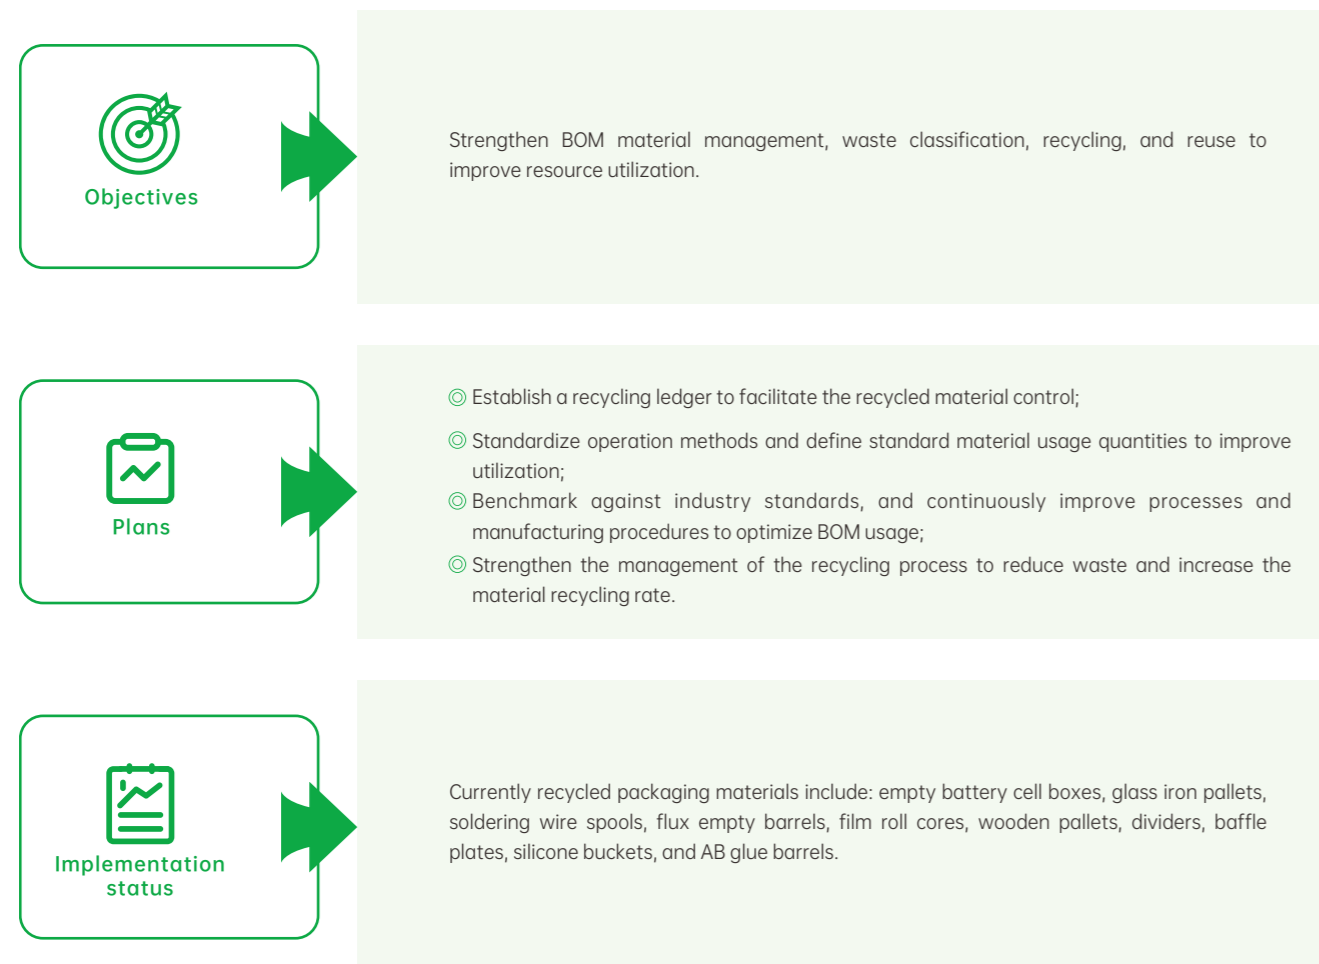 Objectives
Strengthen BOM material management, waste classification, recycling, and reuse to
improve resource utilization.
Plans
◎ Establish a recycling ledger to facilitate the recycled material control;
◎ Standardize operation methods and define standard material usage quantities to improve
utilization;
◎ Benchmark against industry standards, and continuously improve processes and
manufacturing procedures to optimize BOM usage;
◎ Strengthen the management of the recycling process to reduce waste and increase the
material recycling rate.
Implementation
status
Currently recycled packaging materials include: empty battery cell boxes, glass iron pallets,
soldering wire spools, flux empty barrels, film roll cores, wooden pallets, dividers, baffle
plates, silicone buckets, and AB glue barrels.